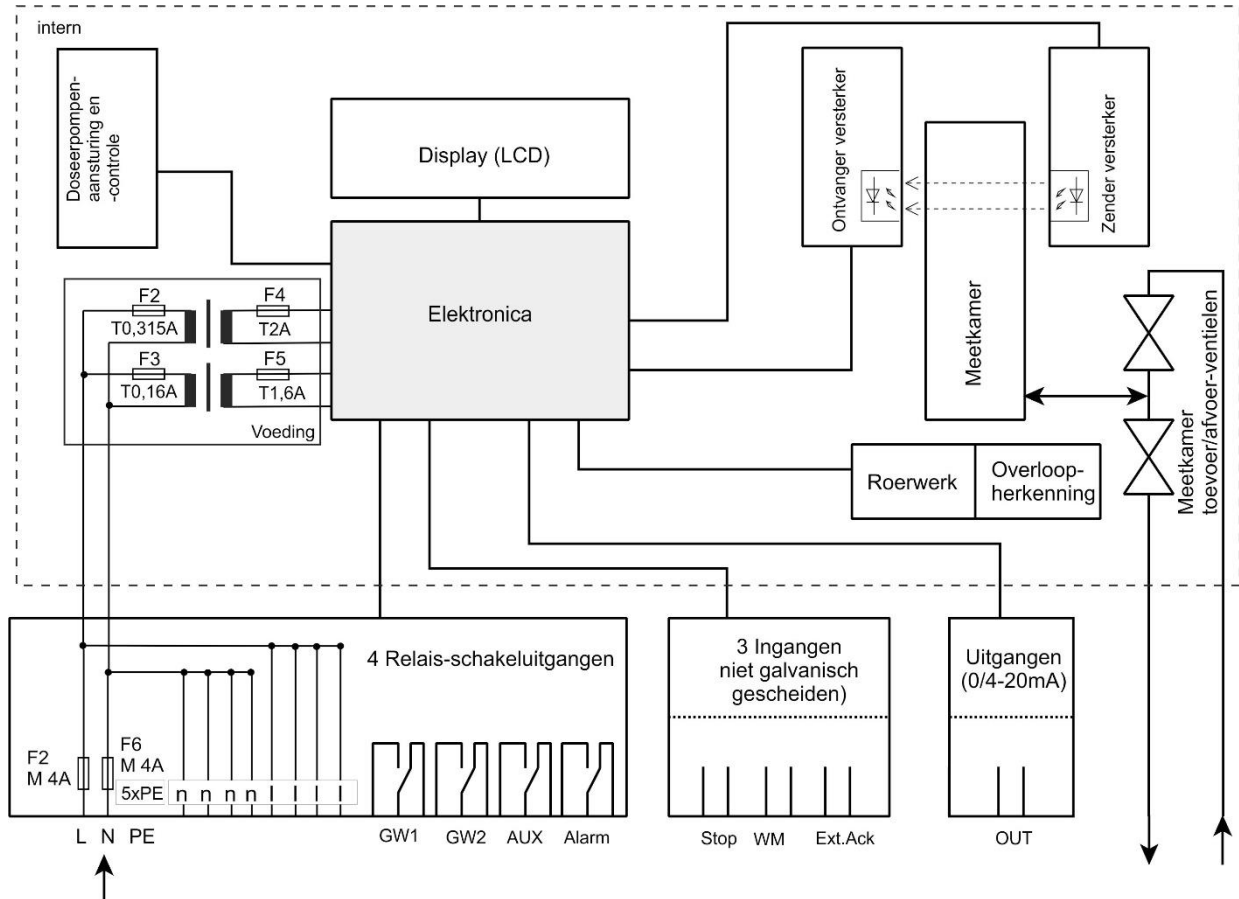 intern
Doseerpompen-
aansturing en
-controle
Display (LCD)
Ontvanger versterker
Meetkamer
Zender versterker
Elektronica
F2
T0,315A
F4
T2A
F3
T0,16A
F5
T1,6A
Voeding
Roerwerk
Overloop-
herkenning
Meetkamer
toevoer/afvoer-ventielen
4 Relais-schakeluitgangen
F2
M 4A
F6
M 4A
5xPE
n n n n l l l l
L N PE
GW1
GW2
AUX
Alarm
3 Ingangen
niet galvanisch
gescheiden)
Stop
WM
Ext.Ack
Uitgangen
(0/4-20mA)
OUT